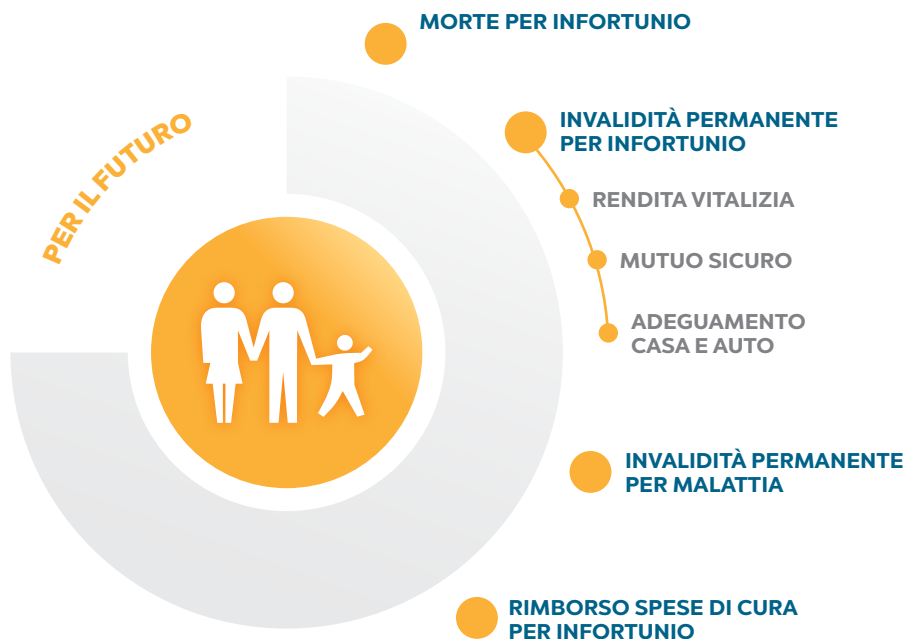 MORTE PER INFORTUNIO
PER IL FUTURO
INVALIDITÀ PERMANENTE
PER INFORTUNIO
RENDITA VITALIZIA
MUTUO SICURO
ADEGUAMENTO
CASA E AUTO
INVALIDITÀ PERMANENTE
PER MALATTIA
RIMBORSO SPESE DI CURA
PER INFORTUNIO